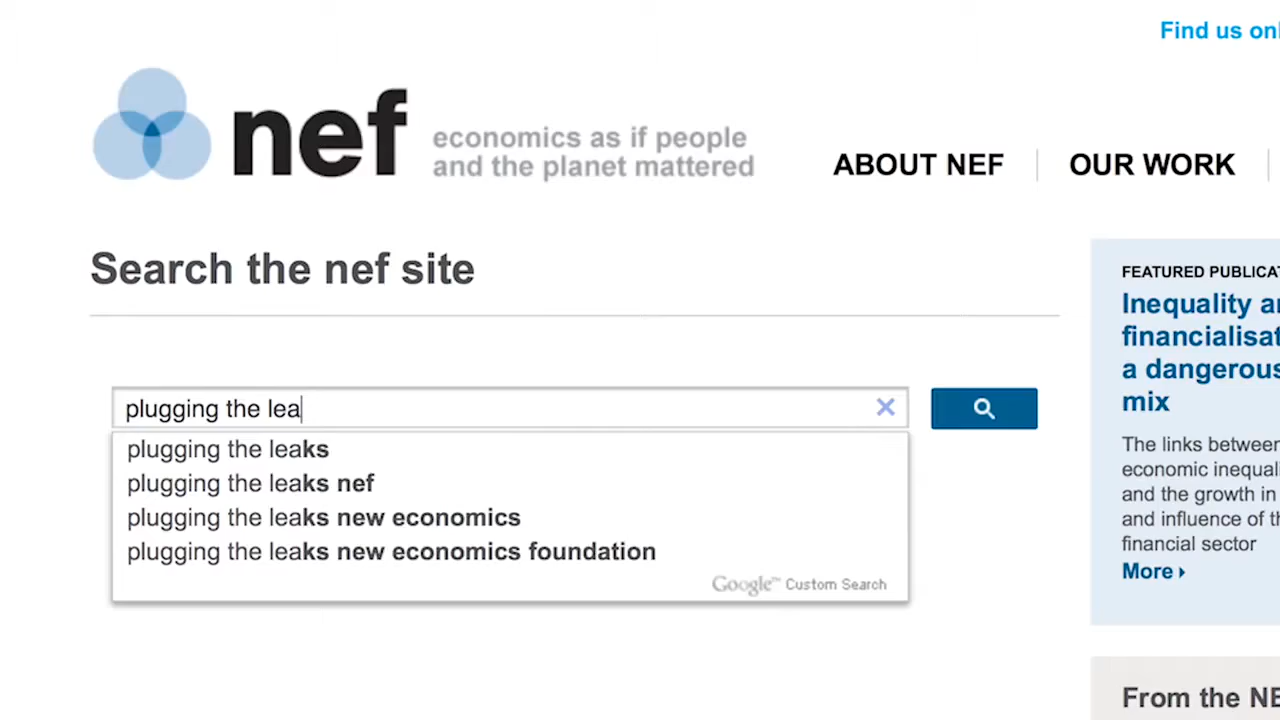 Find us onl
nef
economics as if people
and the planet mattered
ABOUT NEF
OUR WORK
Search the nef site
plugging the lea
plugging the leaks
plugging the leaks nef
plugging the leaks new economics
plugging the leaks new economics foundation
Google™ Custom Search
FEATURED PUBLICAT
Inequality an
financialisat
a dangerous
mix
The links between
economic inequali
and the growth in
and influence of th
financial sector
More
From the NE